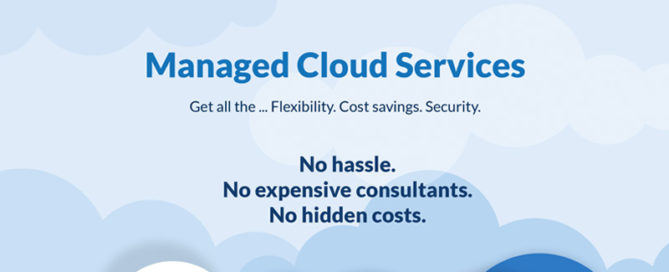 Managed Cloud Services
Get all the ... Flexibility. Cost savings. Security.
No hassle.
No expensive consultants.
No hidden costs.